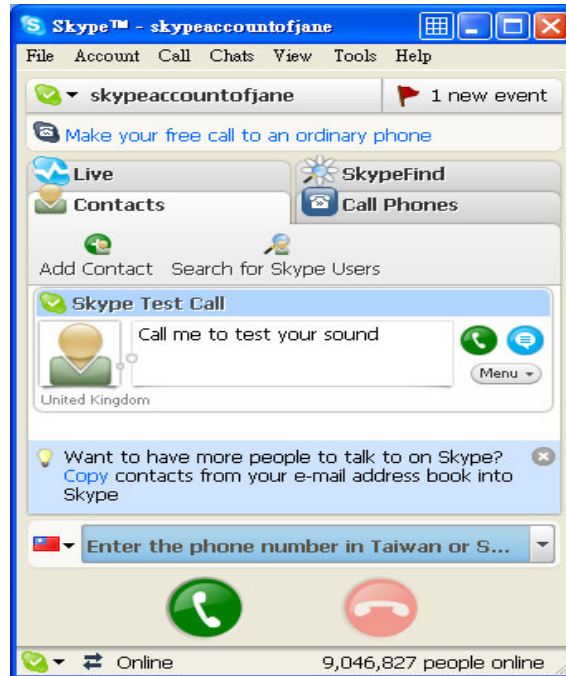 Skype™ - skypeaccountofjane
File Account Call Chats View Tools Help
skypeaccountofjane 1 new event
Make your free call to an ordinary phone
Live SkypeFind
Contacts Call Phones
Add Contact Search for Skype Users
Skype Test Call
Call me to test your sound
Menu
United Kingdom
Want to have more people to talk to on Skype?
Copy contacts from your e-mail address book into
Skype
Enter the phone number in Taiwan or S...
Online 9,046,827 people online